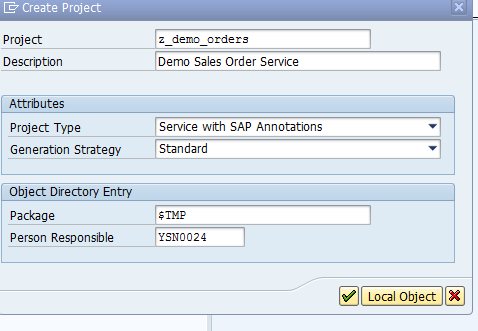 Create Project
Project z_demo_orders
Description Demo Sales Order Service
Attributes
Project Type Service with SAP Annotations
Generation Strategy Standard
Object Directory Entry
Package $TMP
Person Responsible YSN0024
Local Object